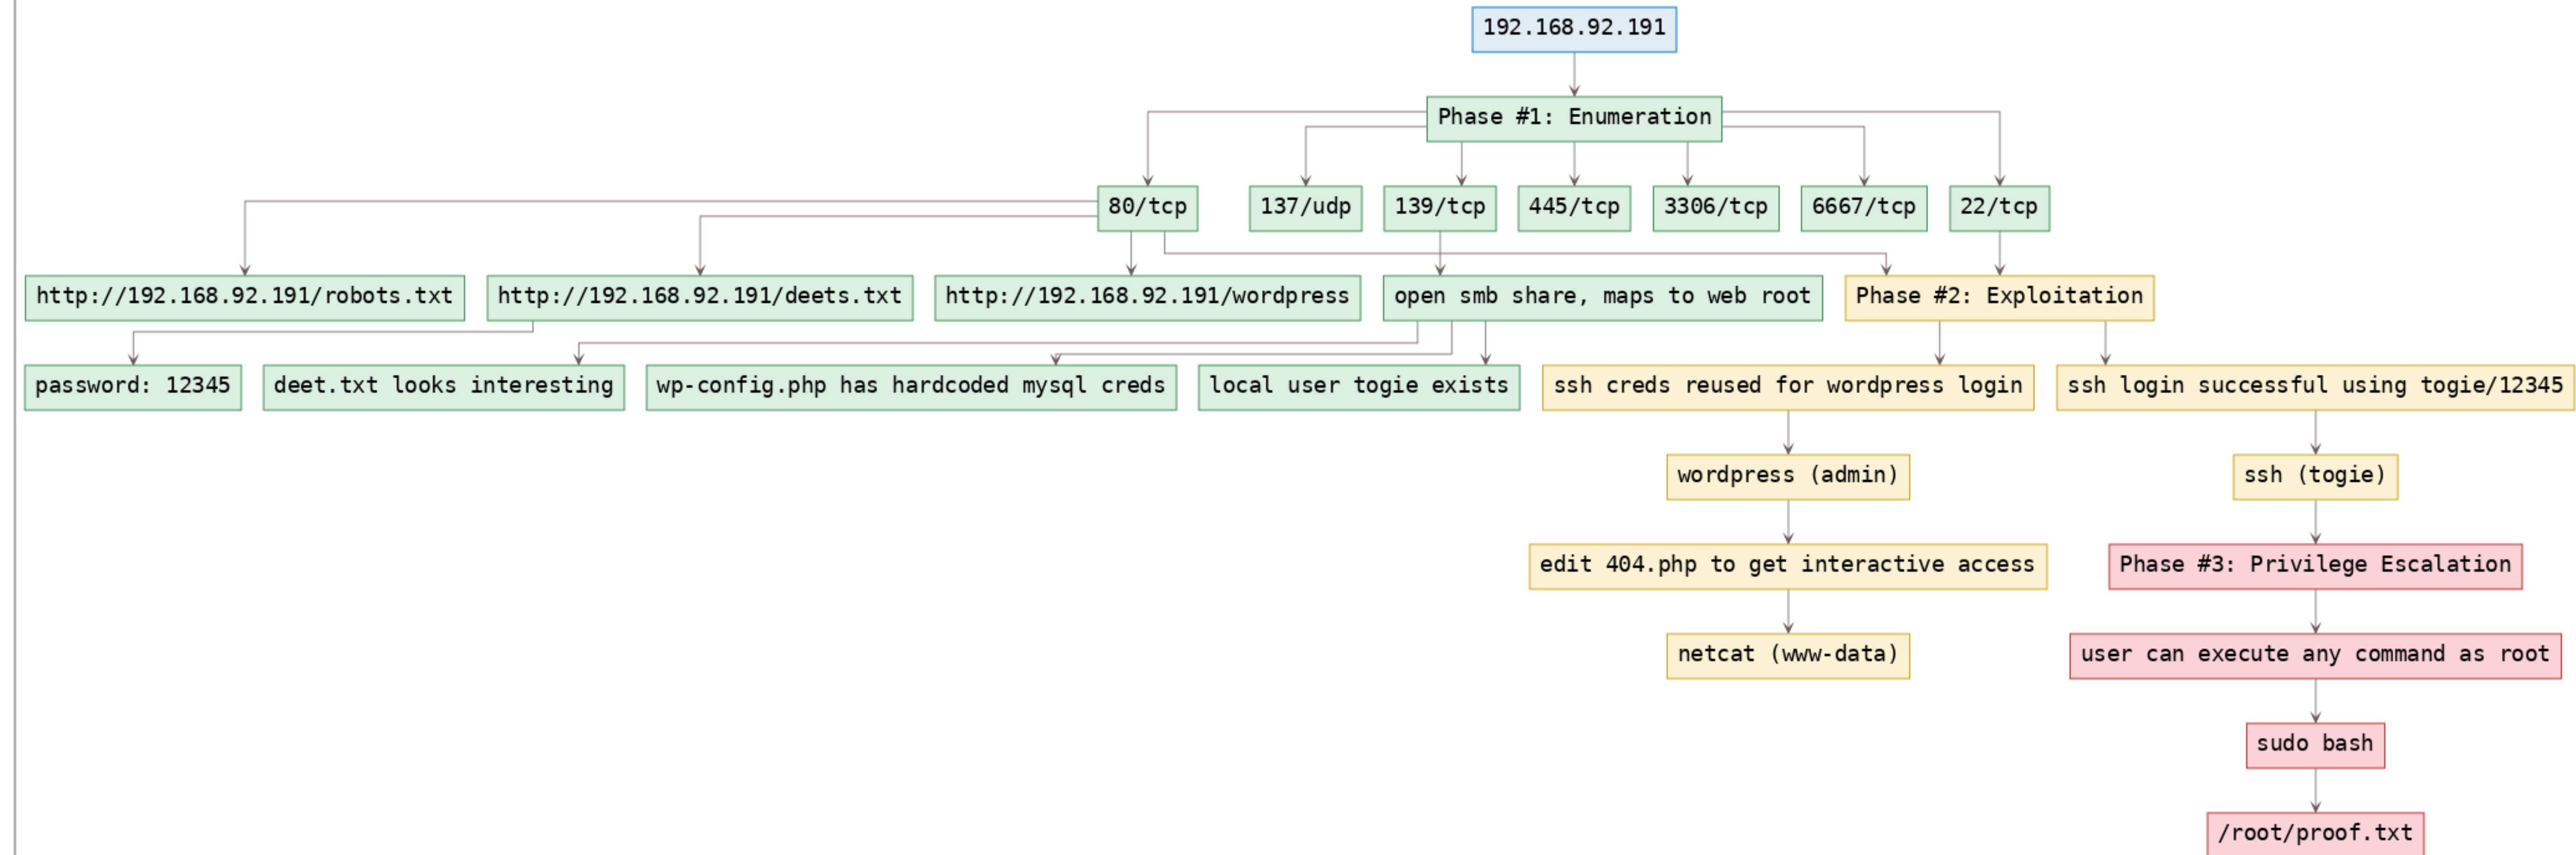 192.168.92.191
Phase #1: Enumeration
80/tcp
137/udp
139/tcp
445/tcp
3306/tcp
6667/tcp
22/tcp
http://192.168.92.191/robots.txt
http://192.168.92.191/deets.txt
http://192.168.92.191/wordpress
open smb share, maps to web root
Phase #2: Exploitation
password: 12345
deet.txt looks interesting
wp-config.php has hardcoded mysql creds
local user togie exists
ssh creds reused for wordpress login
ssh login successful using togie/12345
wordpress (admin)
ssh (togie)
edit 404.php to get interactive access
Phase #3: Privilege Escalation
netcat (www-data)
user can execute any command as root
sudo bash
/root/proof.txt